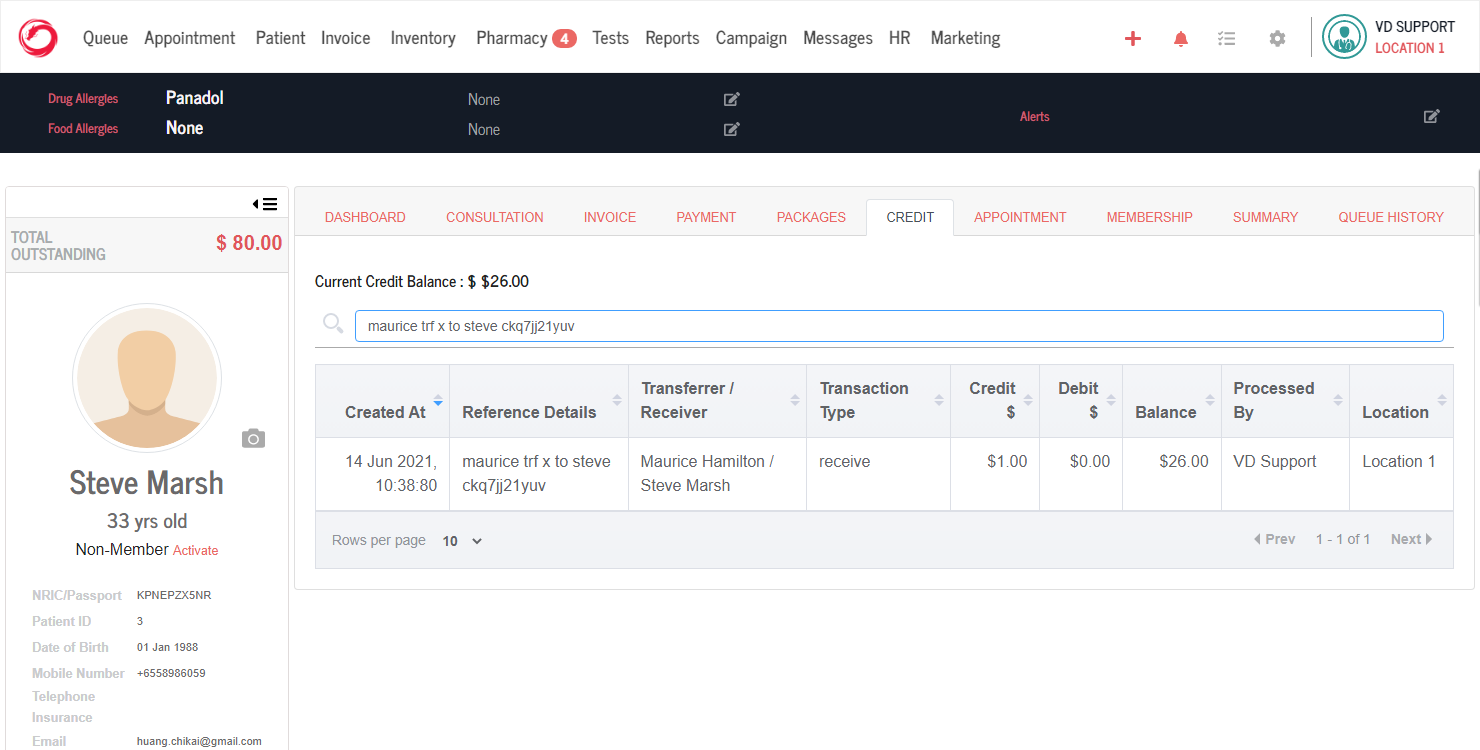 Queue Appointment Patient Invoice Inventory Pharmacy 4 Tests Reports Campaign Messages HR Marketing
VD SUPPORT
LOCATION 1
Drug Allergies Panadol None
Food Allergies None None
Alerts
TOTAL
OUTSTANDING
$ 80.00
Steve Marsh
33 yrs old
Non-Member Activate
NRIC/Passport KPNEPZX5NR
Patient ID 3
Date of Birth 01 Jan 1988
Mobile Number +6558986059
Telephone
Insurance
Email huang.chikai@gmail.com
DASHBOARD CONSULTATION INVOICE PAYMENT PACKAGES CREDIT APPOINTMENT MEMBERSHIP SUMMARY QUEUE HISTORY
Current Credit Balance : $ $26.00
maurice trf x to steve ckq7jj21yuv
Created At
Reference Details
Transferrer /
Receiver
Transaction
Type
Credit
$
Debit
$
Balance
Processed
By
Location
14 Jun 2021,
10:38:80
maurice trf x to steve
ckq7jj21yuv
Maurice Hamilton /
Steve Marsh
receive
$1.00
$0.00
$26.00
VD Support
Location 1
Rows per page 10
Prev 1 - 1 of 1 Next